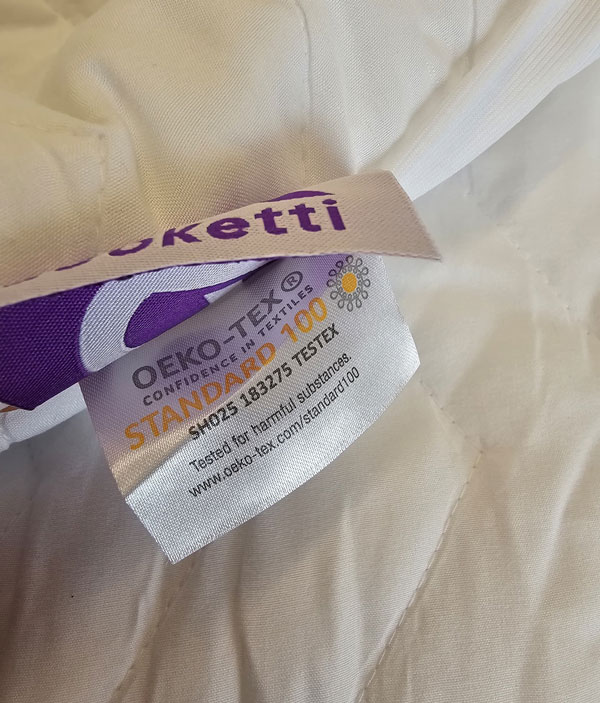 OEKO-TEX®
CONFIDENCE IN TEXTILES
STANDARD 100
SH025 183275 TESTEX
Tested for harmful substances.
www.oeko-tex.com/standard100